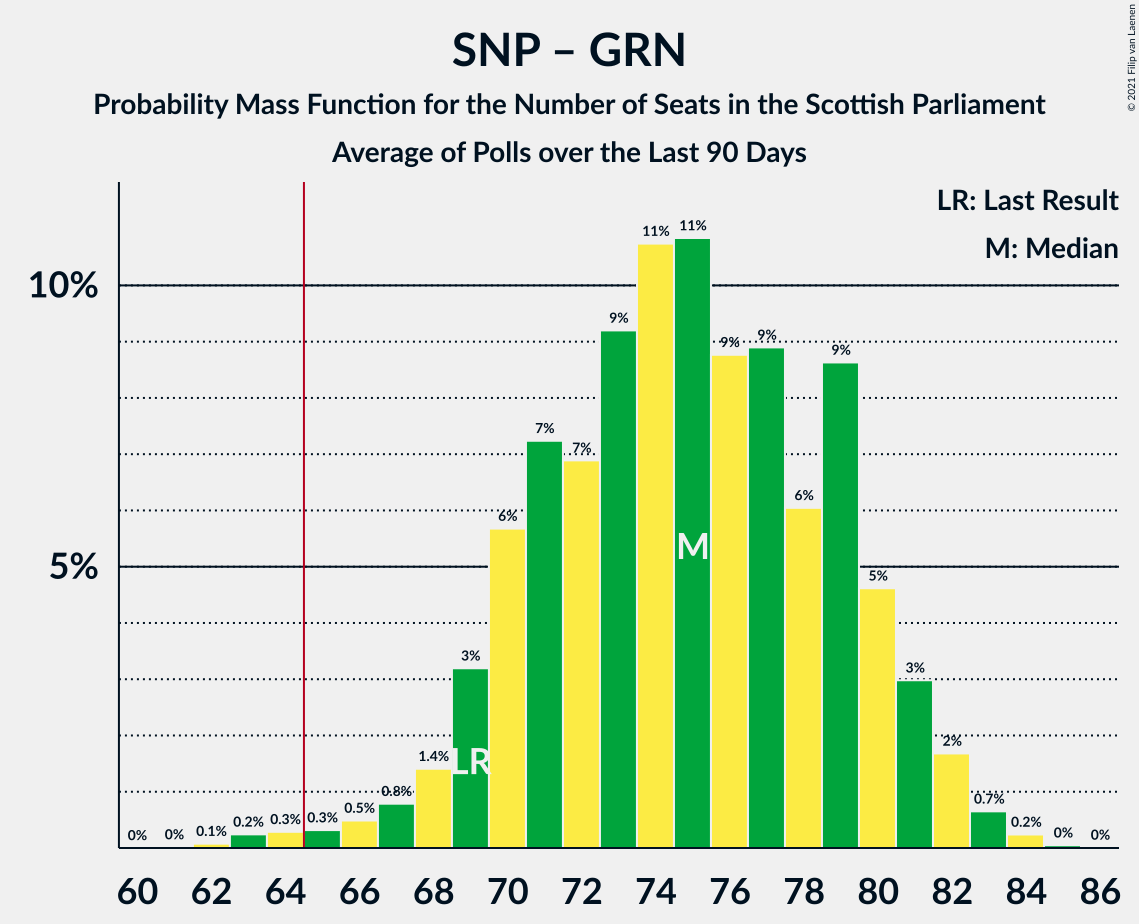 SNP – GRN
Probability Mass Function for the Number of Seats in the Scottish Parliament
Average of Polls over the Last 90 Days
© 2021 Filip van Laenen
LR: Last Result
M: Median
10%
5%
0% 0% 0.1% 0.2% 0.3% 0.3% 0.5% 0.8% 1.4% 3% 6% 7% 7% 9% 11% 11% 9% 9% 6% 9% 5% 3% 2% 0.7% 0.2% 0% 0%
M
LR
60 62 64 66 68 70 72 74 76 78 80 82 84 86